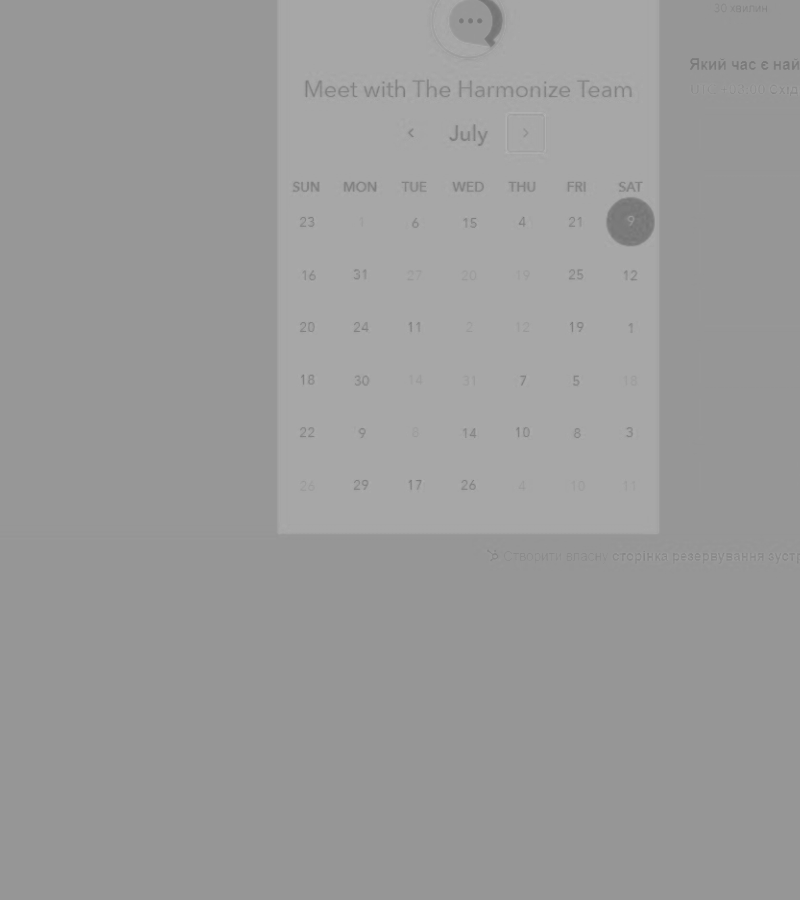 30 хвилин
Який час є най
Meet with The Harmonize Team
July
SUN MON TUE WED THU FRI SAT
23 1 6 15 4 21 9
16 31 27 20 19 25 12
20 24 11 2 12 19 1
18 30 14 31 7 5 18
22 9 8 14 10 8 3
26 29 17 26 4 10 11
Створити власну сторінка резервування зустр